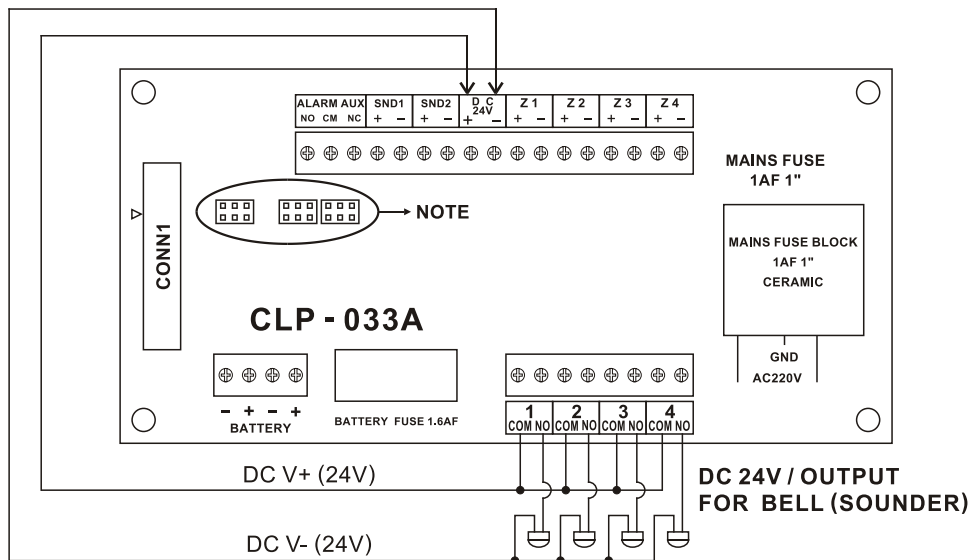 ALARM AUX SND1 SND2 D C 24V Z 1 Z 2 Z 3 Z 4
NO CM NC + − + − + − + − + − + − + −
MAINS FUSE
1AF 1"
NOTE
CONN1
MAINS FUSE BLOCK
1AF 1"
CERAMIC
CLP - 033A
GND
AC220V
− + − +
BATTERY
BATTERY FUSE 1.6AF
1 2 3 4
COM NO COM NO COM NO COM NO
DC V+ (24V)
DC 24V / OUTPUT
FOR BELL (SOUNDER)
DC V- (24V)